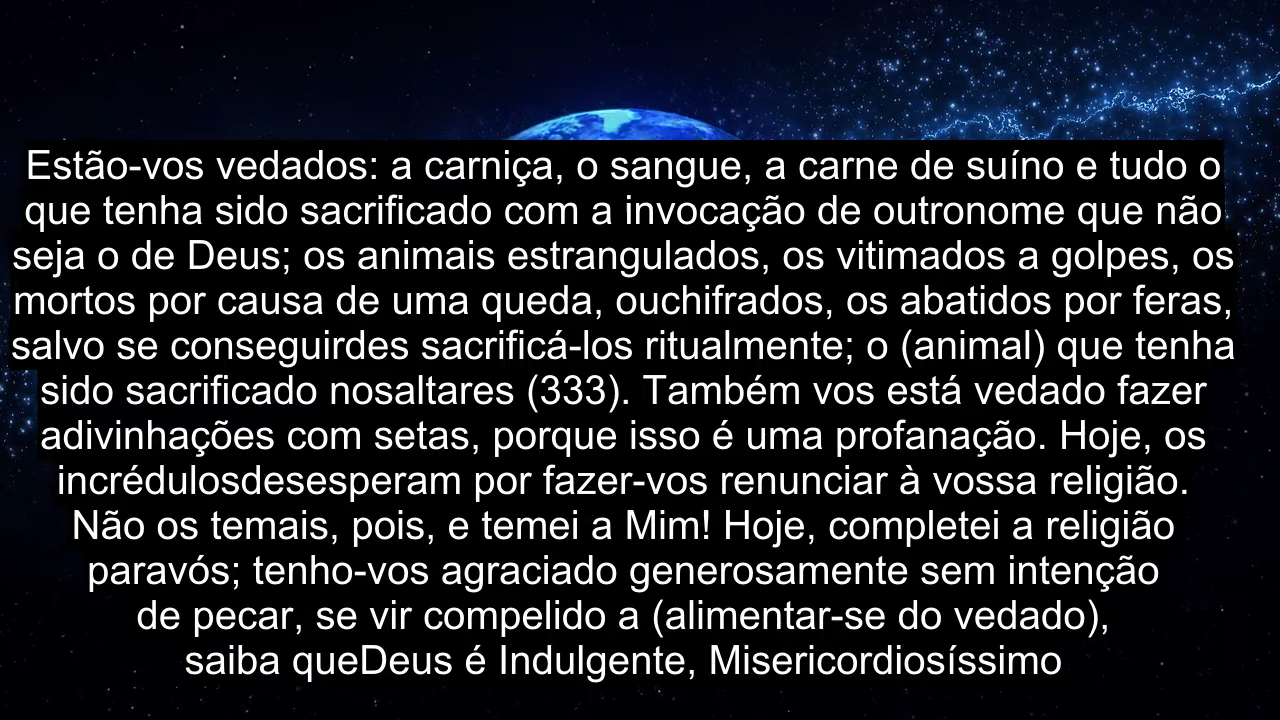 Estão-vos vedados: a carniça, o sangue, a carne de suíno e tudo o
que tenha sido sacrificado com a invocação de outronome que não
seja o de Deus; os animais estrangulados, os vitimados a golpes, os
mortos por causa de uma queda, ouchifrados, os abatidos por feras,
salvo se conseguirdes sacrificá-los ritualmente; o (animal) que tenha
sido sacrificado nosaltares (333). Também vos está vedado fazer
adivinhações com setas, porque isso é uma profanação. Hoje, os
incrédulosdesesperam por fazer-vos renunciar à vossa religião.
Não os temais, pois, e temei a Mim! Hoje, completei a religião
paravós; tenho-vos agraciado generosamente sem intenção
de pecar, se vir compelido a (alimentar-se do vedado),
saiba queDeus é Indulgente, Misericordiosíssimo